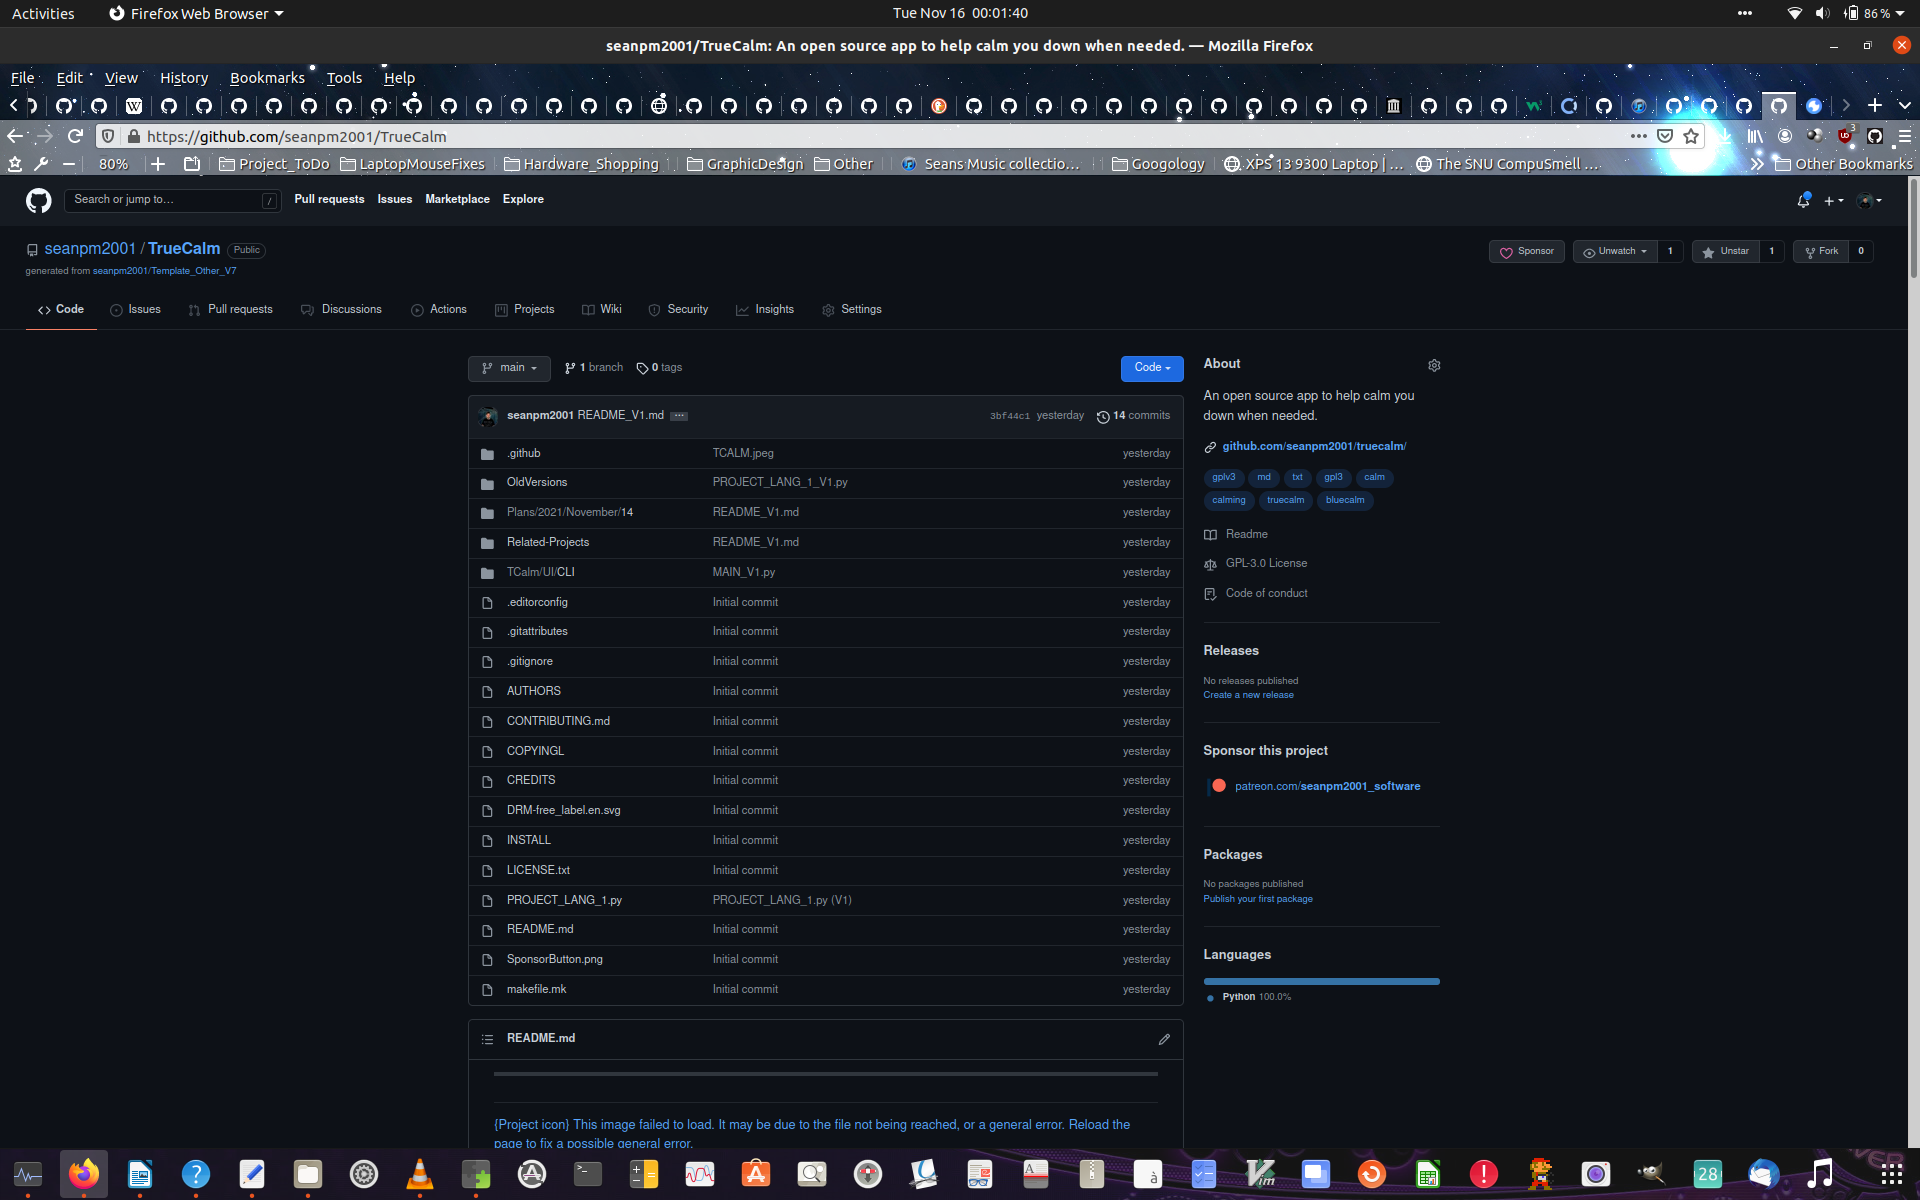 Activities
Firefox Web Browser
Tue Nov 16 00:01:40
86 %
seanpm2001/TrueCalm: An open source app to help calm you down when needed. — Mozilla Firefox
File Edit View History Bookmarks Tools Help
https://github.com/seanpm2001/TrueCalm
3
80%
Project_ToDo
LaptopMouseFixes
Hardware_Shopping
GraphicDesign
Other
Seans Music collectio…
Googology
XPS 13 9300 Laptop | …
The SNU CompuSmell …
Other Bookmarks
Search or jump to…
/
Pull requests Issues Marketplace Explore
seanpm2001 / TrueCalm Public
generated from seanpm2001/Template_Other_V7
Sponsor
Unwatch 1
Unstar 1
Fork 0
Code
Issues
Pull requests
Discussions
Actions
Projects
Wiki
Security
Insights
Settings
main
1 branch
0 tags
Code
seanpm2001 README_V1.md ...
3bf44c1 yesterday
14 commits
.github TCALM.jpeg yesterday
OldVersions PROJECT_LANG_1_V1.py yesterday
Plans/2021/November/14 README_V1.md yesterday
Related-Projects README_V1.md yesterday
TCalm/UI/CLI MAIN_V1.py yesterday
.editorconfig Initial commit yesterday
.gitattributes Initial commit yesterday
.gitignore Initial commit yesterday
AUTHORS Initial commit yesterday
CONTRIBUTING.md Initial commit yesterday
COPYINGL Initial commit yesterday
CREDITS Initial commit yesterday
DRM-free_label.en.svg Initial commit yesterday
INSTALL Initial commit yesterday
LICENSE.txt Initial commit yesterday
PROJECT_LANG_1.py PROJECT_LANG_1.py (V1) yesterday
README.md Initial commit yesterday
SponsorButton.png Initial commit yesterday
makefile.mk Initial commit yesterday
README.md
{Project icon} This image failed to load. It may be due to the file not being reached, or a general error. Reload the
page to fix a possible general error.
About
An open source app to help calm you
down when needed.
github.com/seanpm2001/truecalm/
gplv3 md txt gpl3 calm
calming truecalm bluecalm
Readme
GPL-3.0 License
Code of conduct
Releases
No releases published
Create a new release
Sponsor this project
patreon.com/seanpm2001_software
Packages
No packages published
Publish your first package
Languages
Python 100.0%
28